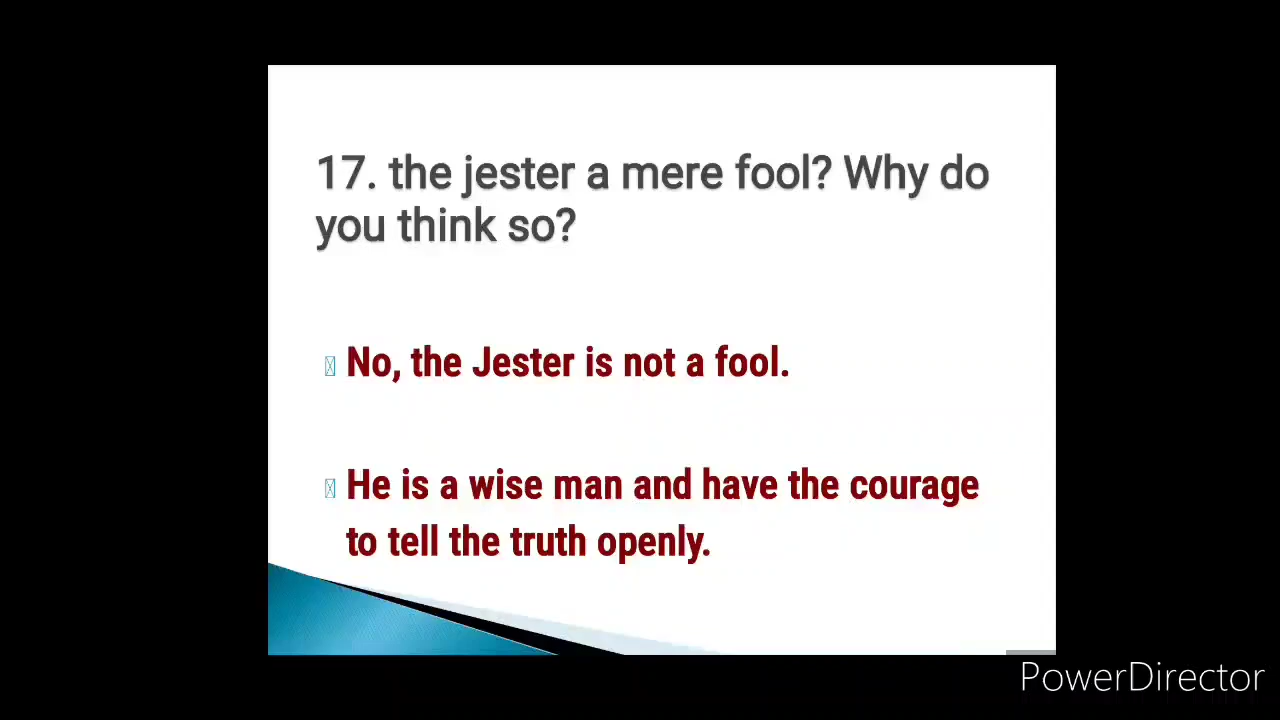 17. the jester a mere fool? Why do
you think so?
No, the Jester is not a fool.
He is a wise man and have the courage
to tell the truth openly.
PowerDirector